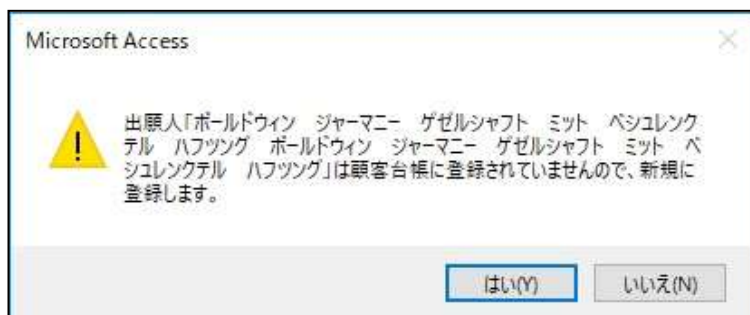 Microsoft Access
出願人「ボールドウィン　ジャーマニー　ゲゼルシャフト　ミット　ベシュレンク
テル　ハフツング　ボールドウィン　ジャーマニー　ゲゼルシャフト　ミット　ベ
シュレンクテル　ハフツング」は顧客台帳に登録されていませんので、新規に
登録します。
はい(Y)　いいえ(N)